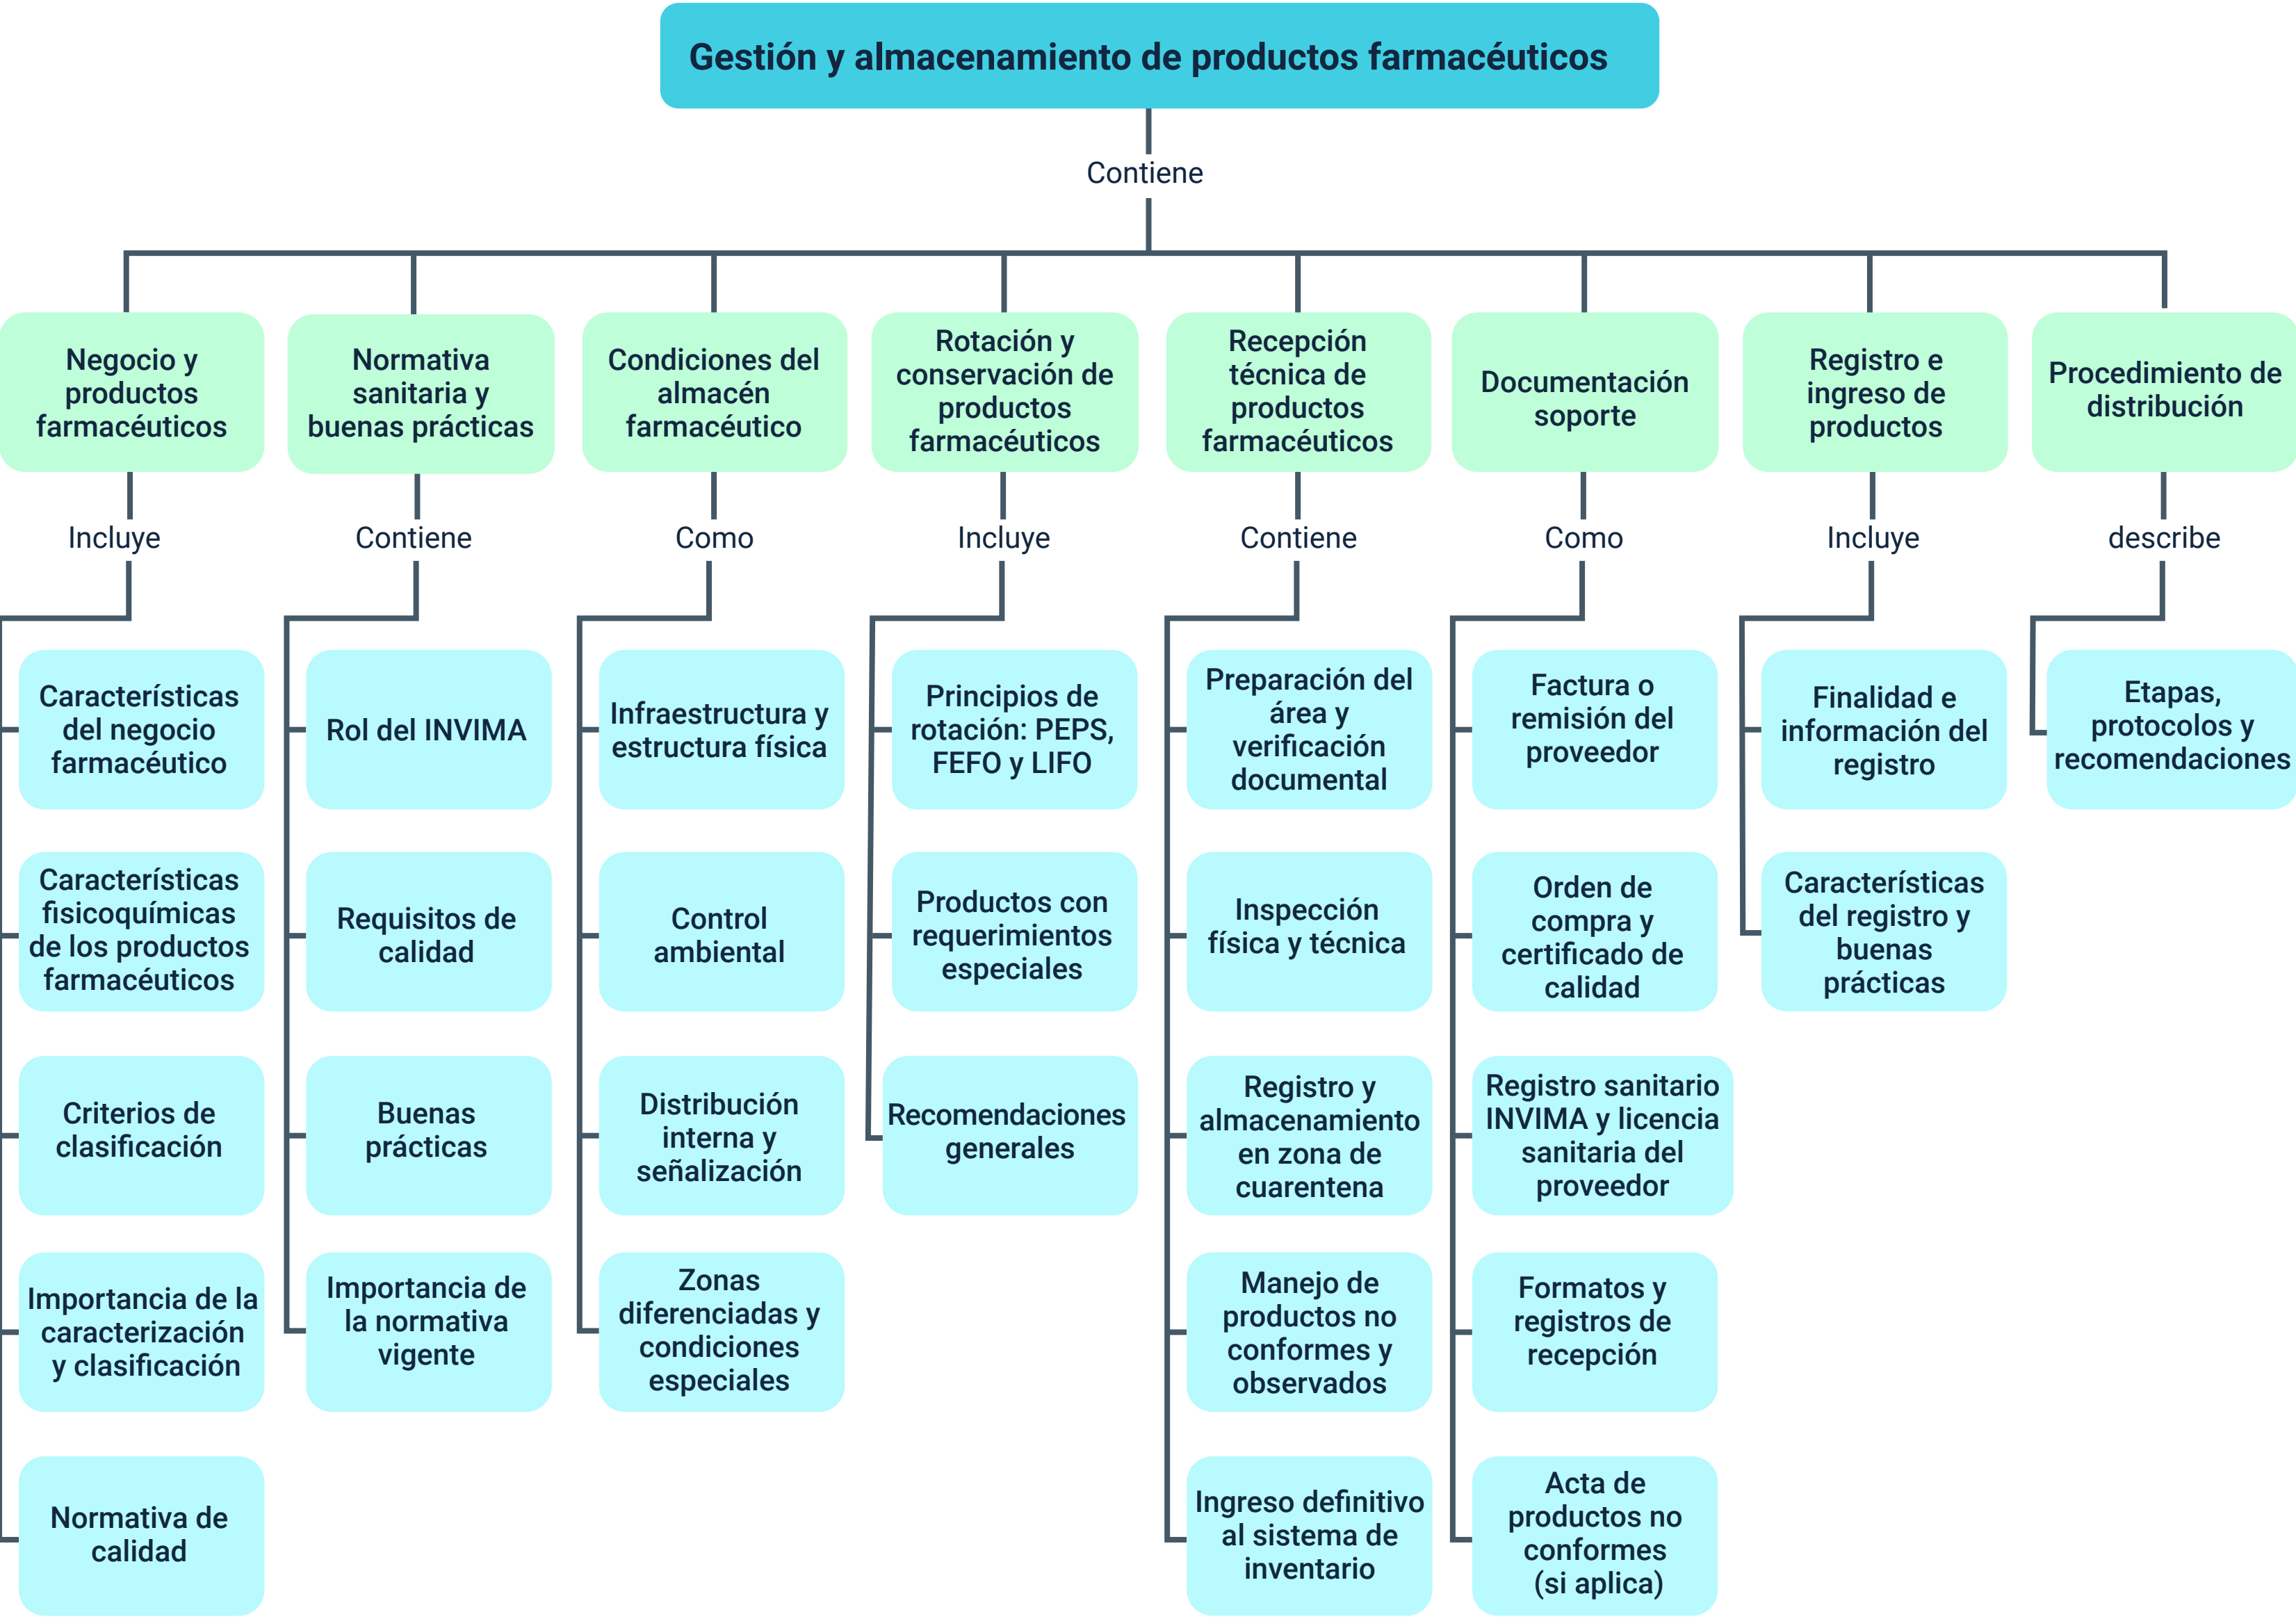 Gestión y almacenamiento de productos farmacéuticos
Contiene
Negocio y
productos
farmacéuticos
Incluye
Características
del negocio
farmacéutico
Características
fisicoquímicas
de los productos
farmacéuticos
Criterios de
clasificación
Importancia de la
caracterización
y clasificación
Normativa de
calidad
Normativa
sanitaria y
buenas prácticas
Contiene
Rol del INVIMA
Requisitos de
calidad
Buenas
prácticas
Importancia de
la normativa
vigente
Condiciones del
almacén
farmacéutico
Como
Infraestructura y
estructura física
Control
ambiental
Distribución
interna y
señalización
Zonas
diferenciadas y
condiciones
especiales
Rotación y
conservación de
productos
farmacéuticos
Incluye
Principios de
rotación: PEPS,
FEFO y LIFO
Productos con
requerimientos
especiales
Recomendaciones
generales
Recepción
técnica de
productos
farmacéuticos
Contiene
Preparación del
área y
verificación
documental
Inspección
física y técnica
Registro y
almacenamiento
en zona de
cuarentena
Manejo de
productos no
conformes y
observados
Ingreso definitivo
al sistema de
inventario
Documentación
soporte
Como
Factura o
remisión del
proveedor
Orden de
compra y
certificado de
calidad
Registro sanitario
INVIMA y licencia
sanitaria del
proveedor
Formatos y
registros de
recepción
Acta de
productos no
conformes
(si aplica)
Registro e
ingreso de
productos
Incluye
Finalidad e
información del
registro
Características
del registro y
buenas
prácticas
Procedimiento de
distribución
describe
Etapas,
protocolos y
recomendaciones